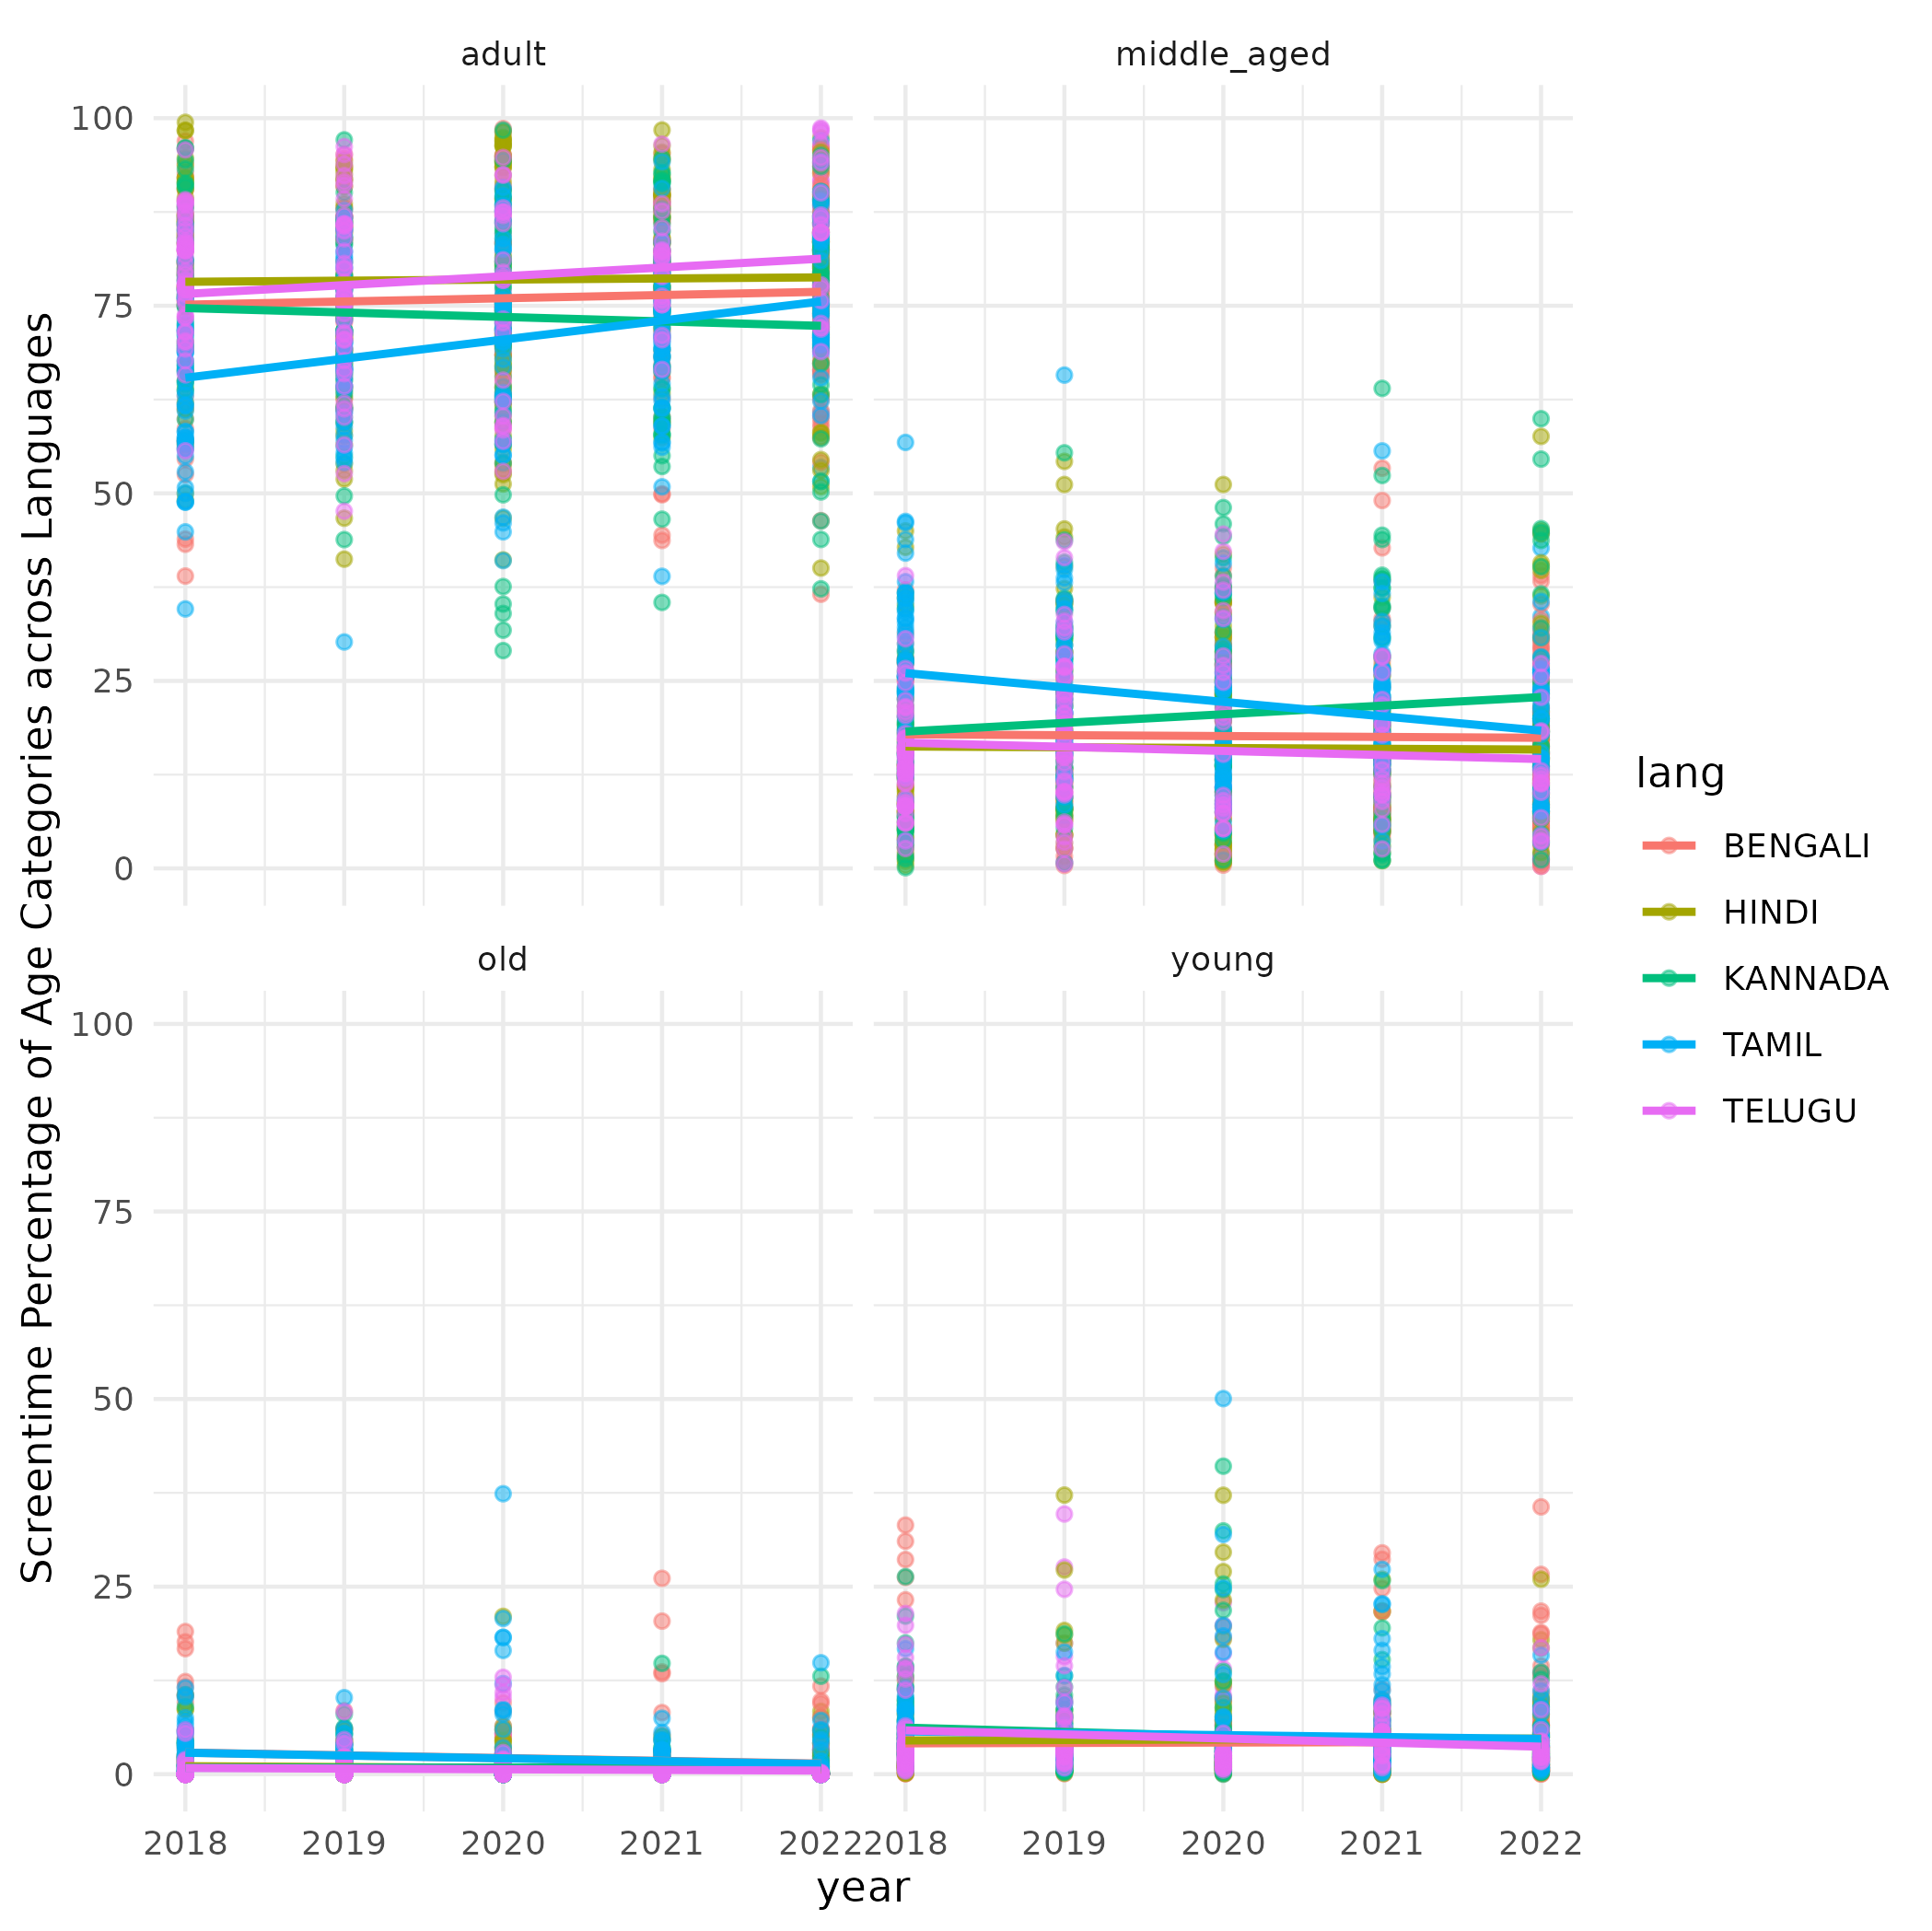 adult
middle_aged
100
75
50
25
0
old
young
100
75
50
25
0
2018 2019 2020 2021 2022 2018 2019 2020 2021 2022
year
Screentime Percentage of Age Categories across Languages
lang
BENGALI
HINDI
KANNADA
TAMIL
TELUGU